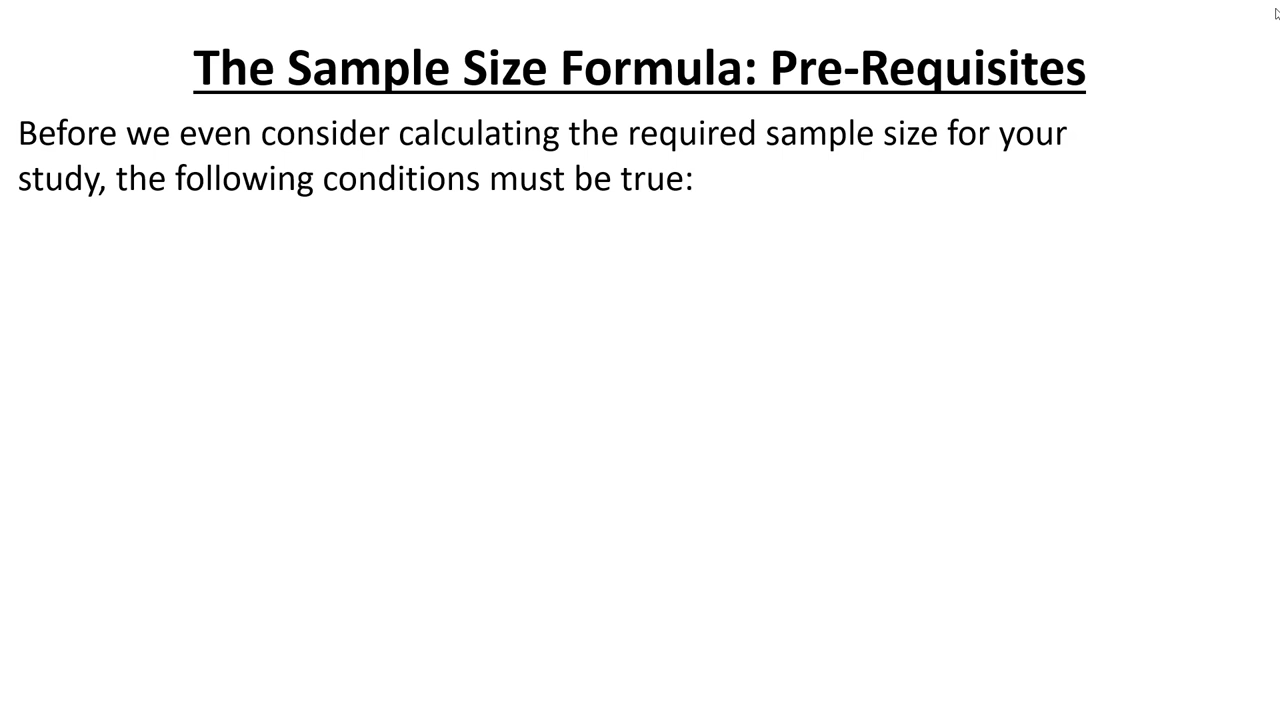 The Sample Size Formula: Pre-Requisites
Before we even consider calculating the required sample size for your
study, the following conditions must be true: